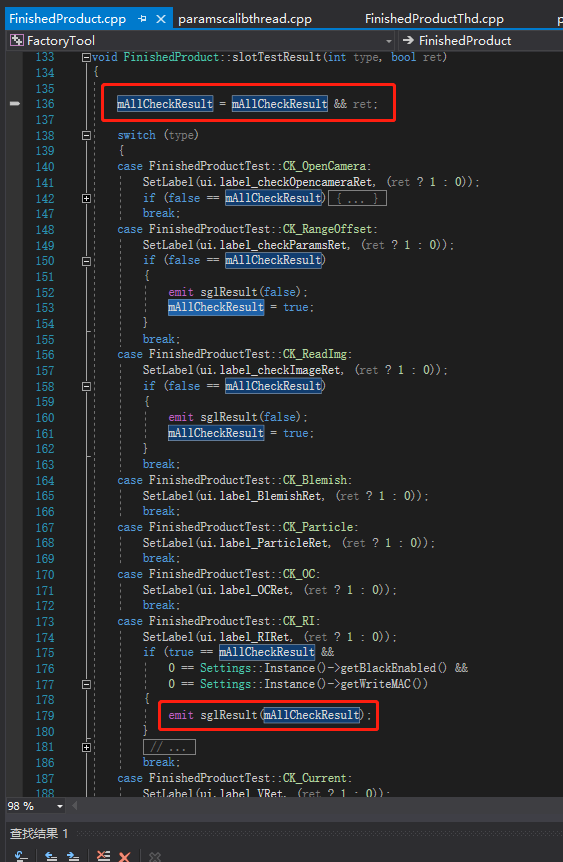 FinishedProduct.cpp
paramscalibthread.cpp
FinishedProductThd.cpp
FactoryTool
FinishedProduct
133 void FinishedProduct::slotTestResult(int type, bool ret)
134 {
135
136 mAllCheckResult = mAllCheckResult && ret;
137
138 switch (type)
139 {
140 case FinishedProductTest::CK_OpenCamera:
141 SetLabel(ui.label_checkOpencameraRet, (ret ? 1 : 0));
142 if (false == mAllCheckResult) { ... }
147 break;
148 case FinishedProductTest::CK_RangeOffset:
149 SetLabel(ui.label_checkParamsRet, (ret ? 1 : 0));
150 if (false == mAllCheckResult)
151 {
152 emit sglResult(false);
153 mAllCheckResult = true;
154 }
155 break;
156 case FinishedProductTest::CK_ReadImg:
157 SetLabel(ui.label_checkImageRet, (ret ? 1 : 0));
158 if (false == mAllCheckResult)
159 {
160 emit sglResult(false);
161 mAllCheckResult = true;
162 }
163 break;
164 case FinishedProductTest::CK_Blemish:
165 SetLabel(ui.label_BlemishRet, (ret ? 1 : 0));
166 break;
167 case FinishedProductTest::CK_Particle:
168 SetLabel(ui.label_ParticleRet, (ret ? 1 : 0));
169 break;
170 case FinishedProductTest::CK_OC:
171 SetLabel(ui.label_OCRet, (ret ? 1 : 0));
172 break;
173 case FinishedProductTest::CK_RI:
174 SetLabel(ui.label_RIRet, (ret ? 1 : 0));
175 if (true == mAllCheckResult &&
176 0 == Settings::Instance()->getBlackEnabled() &&
177 0 == Settings::Instance()->getWriteMAC())
178 {
179 emit sglResult(mAllCheckResult);
180 }
181 // ...
186 break;
187 case FinishedProductTest::CK_Current:
188 SetLabel(ui.label_VRet, (ret ? 1 : 0));
98 %
查找结果 1